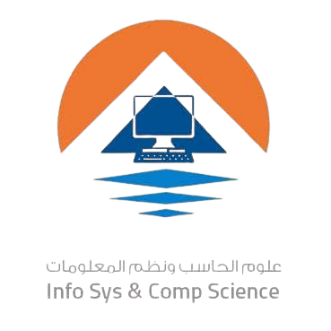 علوم الحاسب ونظم المعلومات
Info Sys & Comp Science